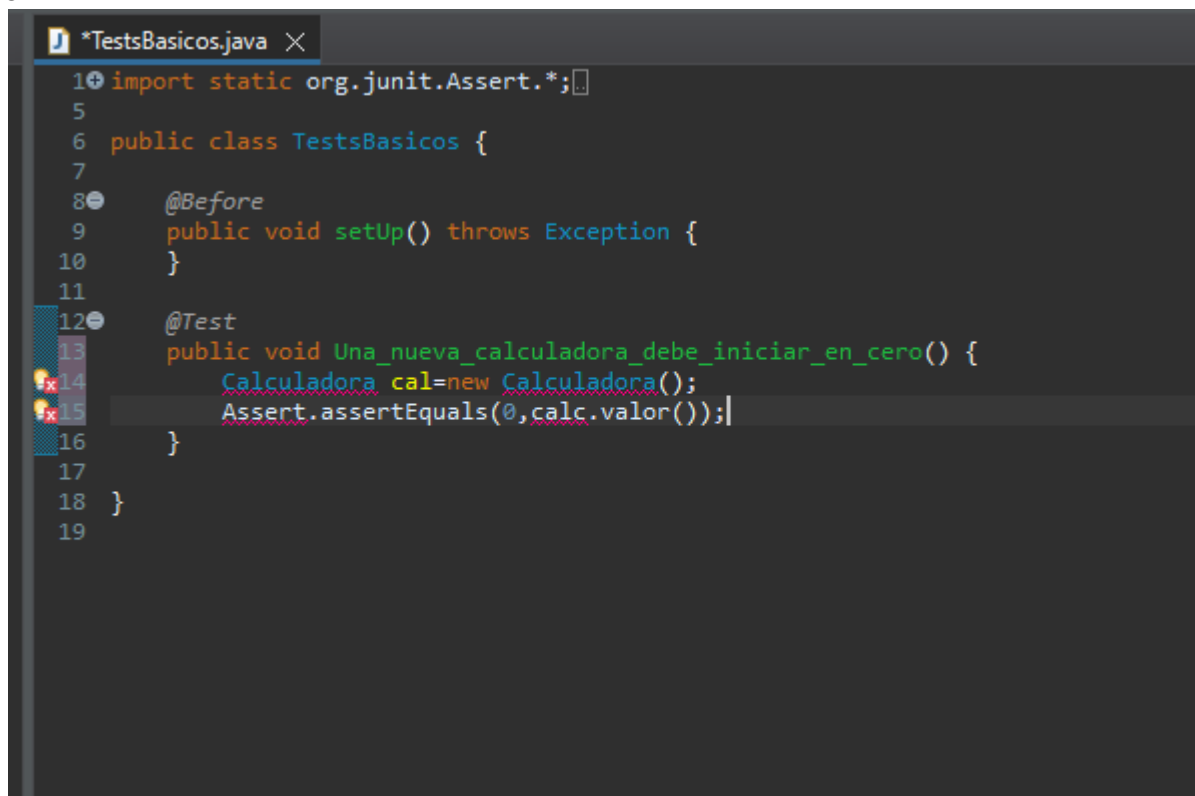 *TestsBasicos.java
1 import static org.junit.Assert.*;
5
6 public class TestsBasicos {
7
8 @Before
9 public void setUp() throws Exception {
10 }
11
12 @Test
13 public void Una_nueva_calculadora_debe_iniciar_en_cero() {
14 Calculadora cal=new Calculadora();
15 Assert.assertEquals(0,calc.valor());
16 }
17
18 }
19